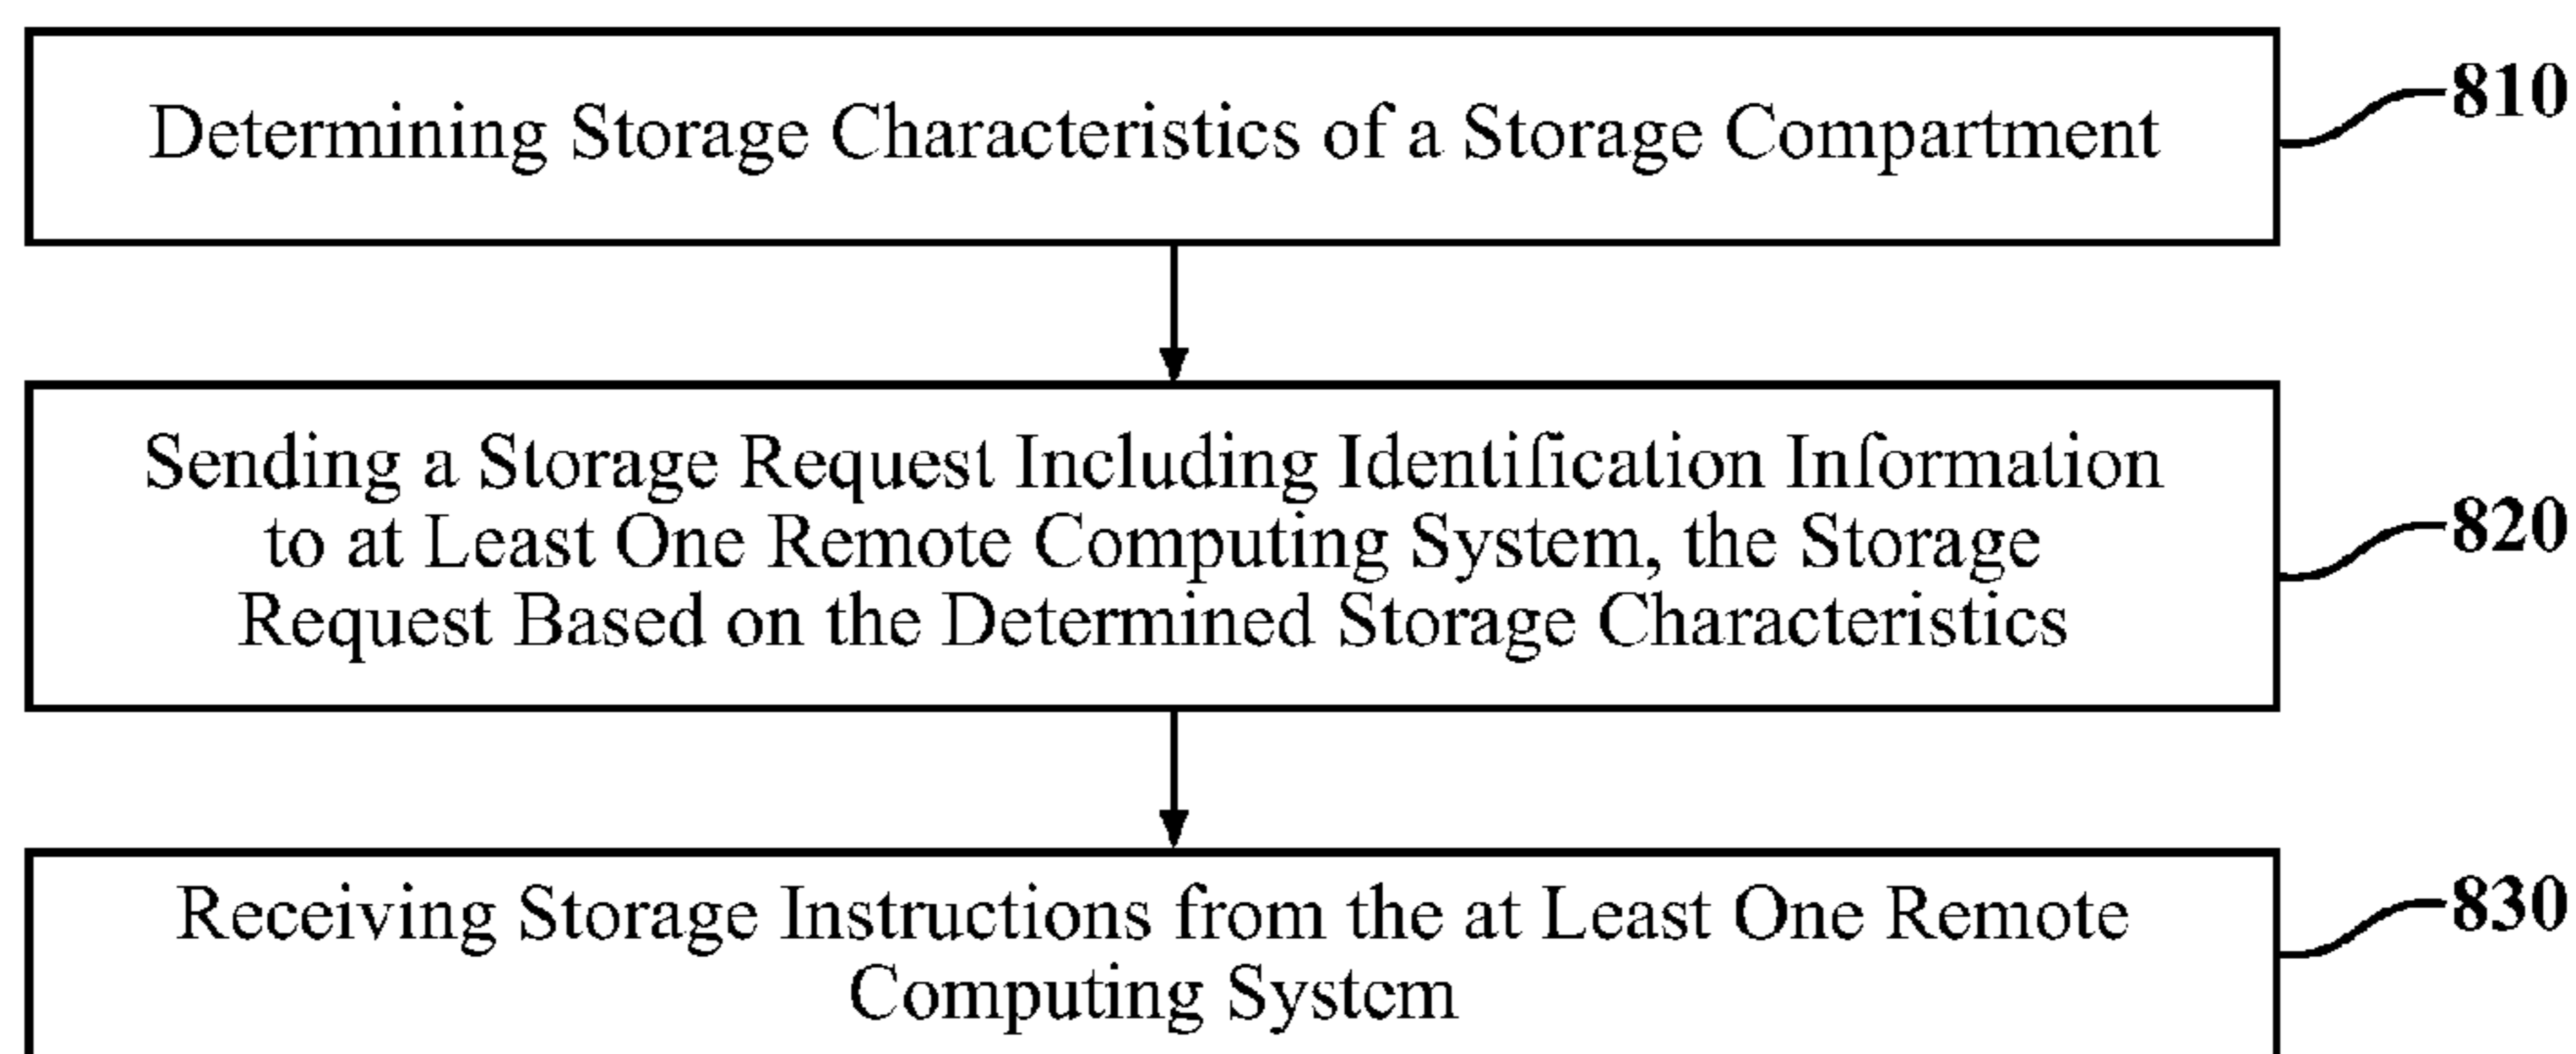 Determining Storage Characteristics of a Storage Compartment
810
Sending a Storage Request Including Identification Information
to at Least One Remote Computing System, the Storage
Request Based on the Determined Storage Characteristics
820
Receiving Storage Instructions from the at Least One Remote
Computing System
830